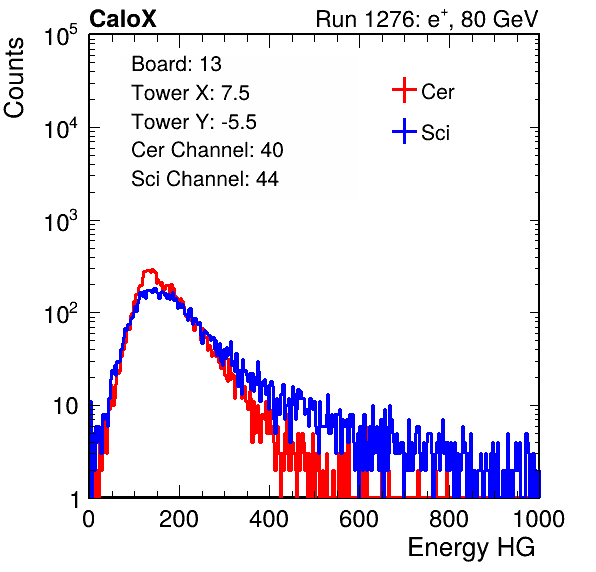 CaloX Run 1276: e⁺, 80 GeV
Counts
Board: 13
Tower X: 7.5
Tower Y: -5.5
Cer Channel: 40
Sci Channel: 44
Cer
Sci
10⁵
10⁴
10³
10²
10
1
0 200 400 600 800 1000
Energy HG